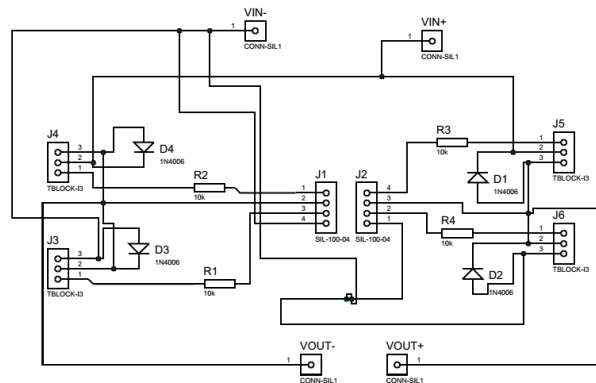 VIN-
1
CONN-SIL1
VIN+
1
CONN-SIL1
J4
3
2
1
TBLOCK-I3
D4
1N4006
R2
10k
J1
1
2
3
4
SIL-100-04
J2
4
3
2
1
SIL-100-04
R3
10k
J5
1
2
3
TBLOCK-I3
D1
1N4006
J3
3
2
1
TBLOCK-I3
D3
1N4006
R1
10k
R4
10k
J6
1
2
3
TBLOCK-I3
D2
1N4006
VOUT-
1
CONN-SIL1
VOUT+
1
CONN-SIL1